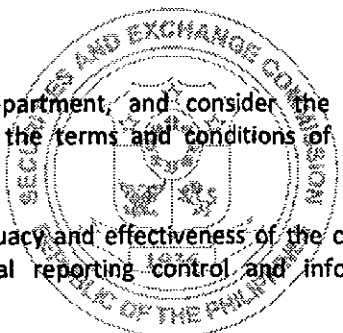 SECURITIES AND EXCHANGE COMMISSION
partment, and consider the
the terms and conditions of
uacy and effectiveness of the c
al reporting control and info
1936
REPUBLIC OF THE PHILIPPINES